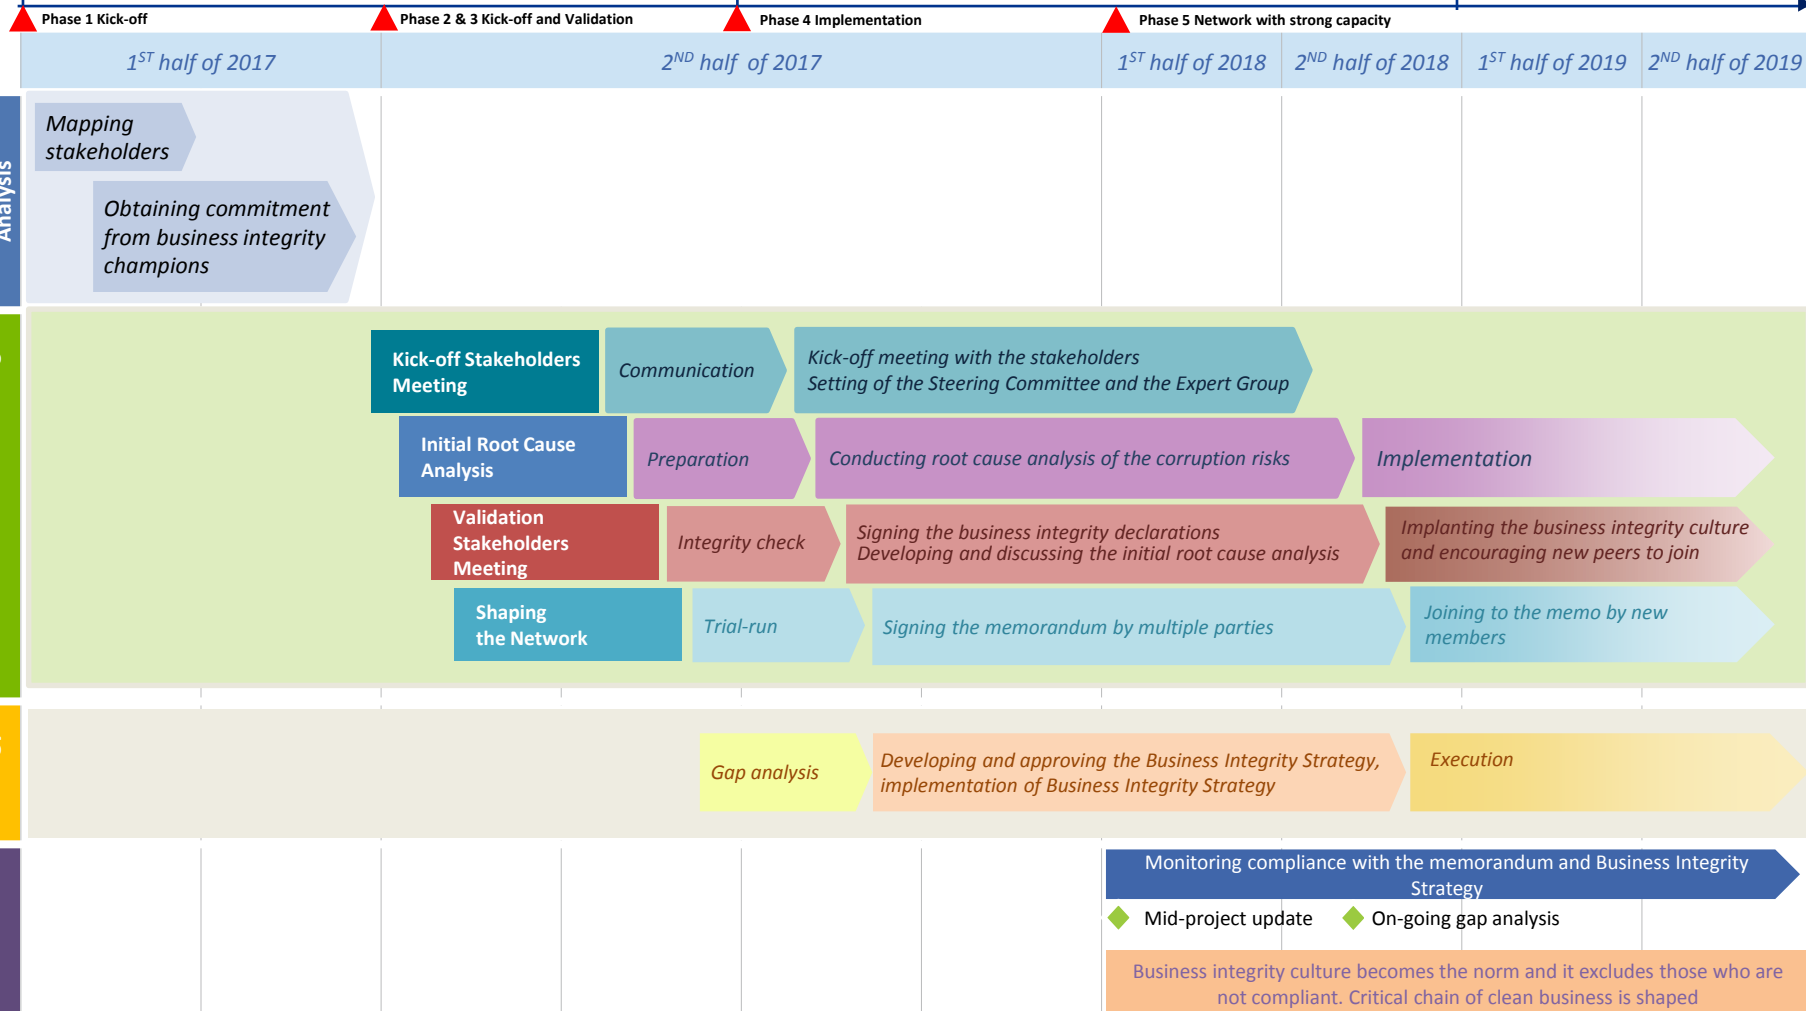 Phase 1 Kick-off
Phase 2 & 3 Kick-off and Validation
Phase 4 Implementation
Phase 5 Network with strong capacity
1ST half of 2017
2ND half of 2017
1ST half of 2018
2ND half of 2018
1ST half of 2019
2ND half of 2019
Analysis
Mapping
stakeholders
Obtaining commitment
from business integrity
champions
Kick-off Stakeholders
Meeting
Communication
Kick-off meeting with the stakeholders
Setting of the Steering Committee and the Expert Group
Initial Root Cause
Analysis
Preparation
Conducting root cause analysis of the corruption risks
Implementation
Validation
Stakeholders
Meeting
Integrity check
Signing the business integrity declarations
Developing and discussing the initial root cause analysis
Implanting the business integrity culture
and encouraging new peers to join
Shaping
the Network
Trial-run
Signing the memorandum by multiple parties
Joining to the memo by new
members
Gap analysis
Developing and approving the Business Integrity Strategy,
implementation of Business Integrity Strategy
Execution
Monitoring compliance with the memorandum and Business Integrity
Strategy
Mid-project update
On-going gap analysis
Business integrity culture becomes the norm and it excludes those who are
not compliant. Critical chain of clean business is shaped